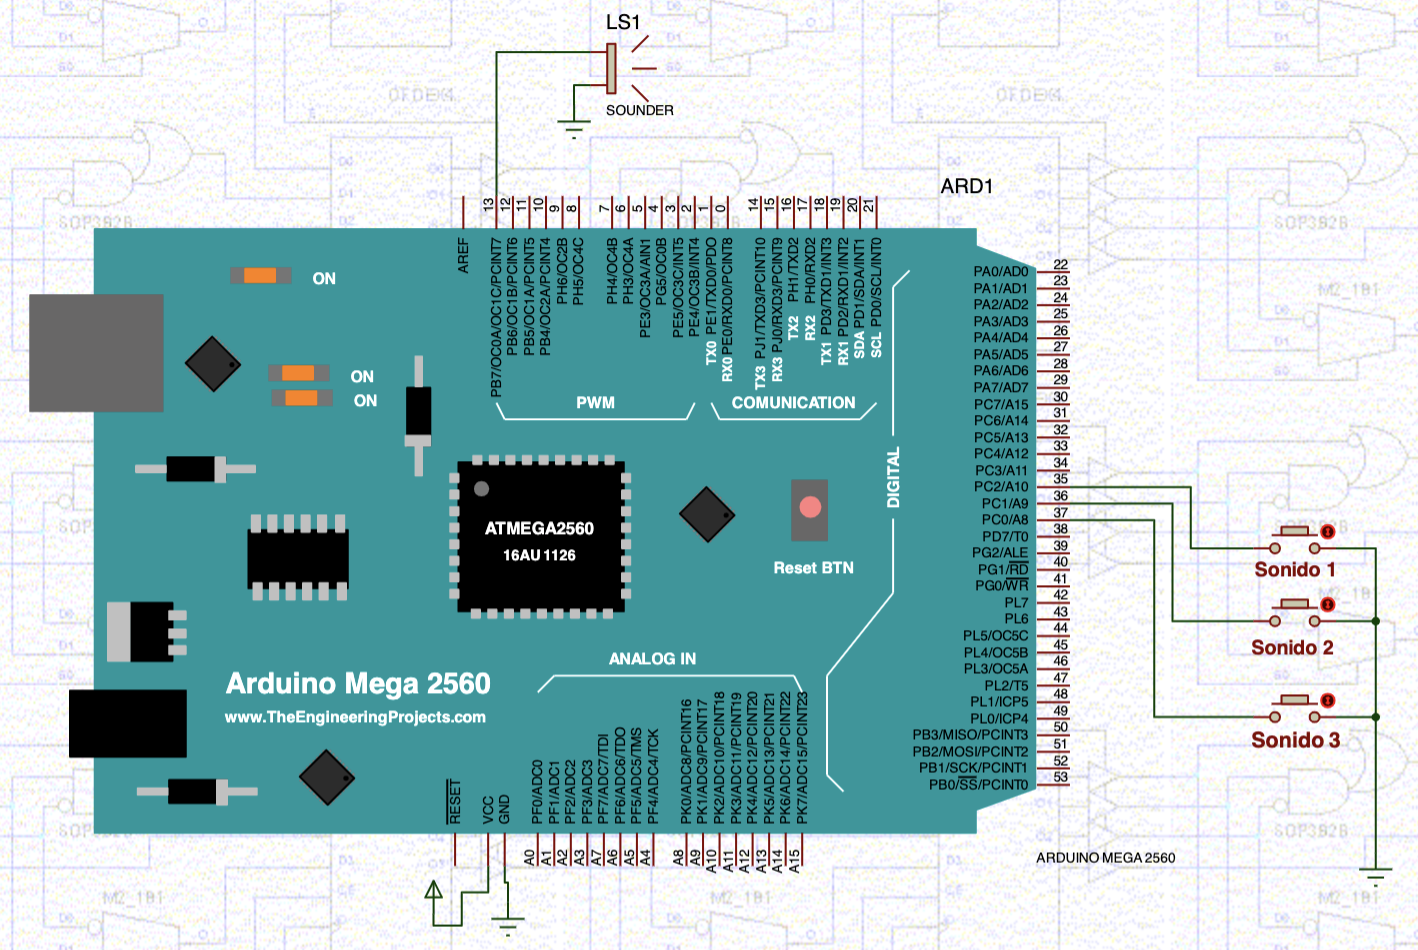 LS1
SOUNDER
ARD1
13
12
11
10
9
8
7
6
5
4
3
2
1
0
14
15
16
17
18
19
20
21
AREF
PB7/OC0A/OC1C/PCINT7
PB6/OC1B/PCINT6
PB5/OC1A/PCINT5
PB4/OC2A/PCINT4
PH6/OC2B
PH5/OC4C
PH4/OC4B
PH3/OC4A
PE3/OC3A/AIN1
PG5/OC0B
PE5/OC3C/INT5
PE4/OC3B/INT4
TX0 PE1/TXD0/PDO
RX0 PE0/RXD0/PCINT8
TX3 PJ1/TXD3/PCINT10
RX3 PJ0/RXD3/PCINT9
TX2 PH1/TXD2
RX2 PH0/RXD2
TX1 PD3/TXD1/INT3
RX1 PD2/RXD1/INT2
SDA PD1/SDA/INT1
SCL PD0/SCL/INT0
ON
ON
ON
PWM
COMUNICATION
DIGITAL
PA0/AD0 22
PA1/AD1 23
PA2/AD2 24
PA3/AD3 25
PA4/AD4 26
PA5/AD5 27
PA6/AD6 28
PA7/AD7 29
PC7/A15 30
PC6/A14 31
PC5/A13 32
PC4/A12 33
PC3/A11 34
PC2/A10 35
PC1/A9 36
PC0/A8 37
PD7/T0 38
PG2/ALE 39
PG1/RD 40
PG0/WR 41
PL7 42
PL6 43
PL5/OC5C 44
PL4/OC5B 45
PL3/OC5A 46
PL2/T5 47
PL1/ICP5 48
PL0/ICP4 49
PB3/MISO/PCINT3 50
PB2/MOSI/PCINT2 51
PB1/SCK/PCINT1 52
PB0/SS/PCINT0 53
ATMEGA2560
16AU 1126
Reset BTN
Sonido 1
Sonido 2
Sonido 3
ANALOG IN
Arduino Mega 2560
www.TheEngineeringProjects.com
RESET
VCC
GND
PF0/ADC0
PF1/ADC1
PF2/ADC2
PF3/ADC3
PF7/ADC7/TDI
PF6/ADC6/TDO
PF5/ADC5/TMS
PF4/ADC4/TCK
PK0/ADC8/PCINT16
PK1/ADC9/PCINT17
PK2/ADC10/PCINT18
PK3/ADC11/PCINT19
PK4/ADC12/PCINT20
PK5/ADC13/PCINT21
PK6/ADC14/PCINT22
PK7/ADC15/PCINT23
A0
A1
A2
A3
A7
A6
A5
A4
A8
A9
A10
A11
A12
A13
A14
A15
ARDUINO MEGA 2560